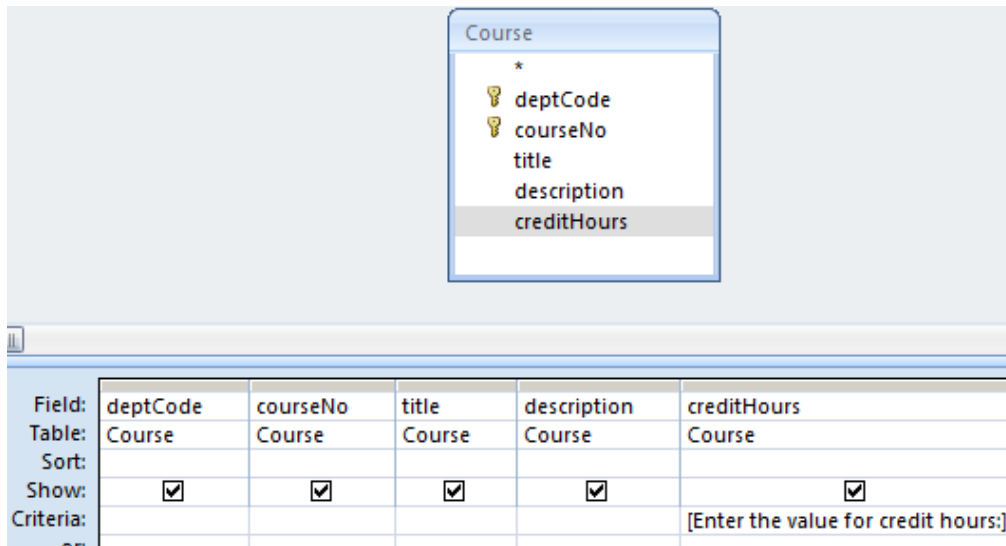 Course
*
deptCode
courseNo
title
description
creditHours
Field: deptCode courseNo title description creditHours
Table: Course Course Course Course Course
Sort:
Show:
Criteria: [Enter the value for credit hours:]
or: